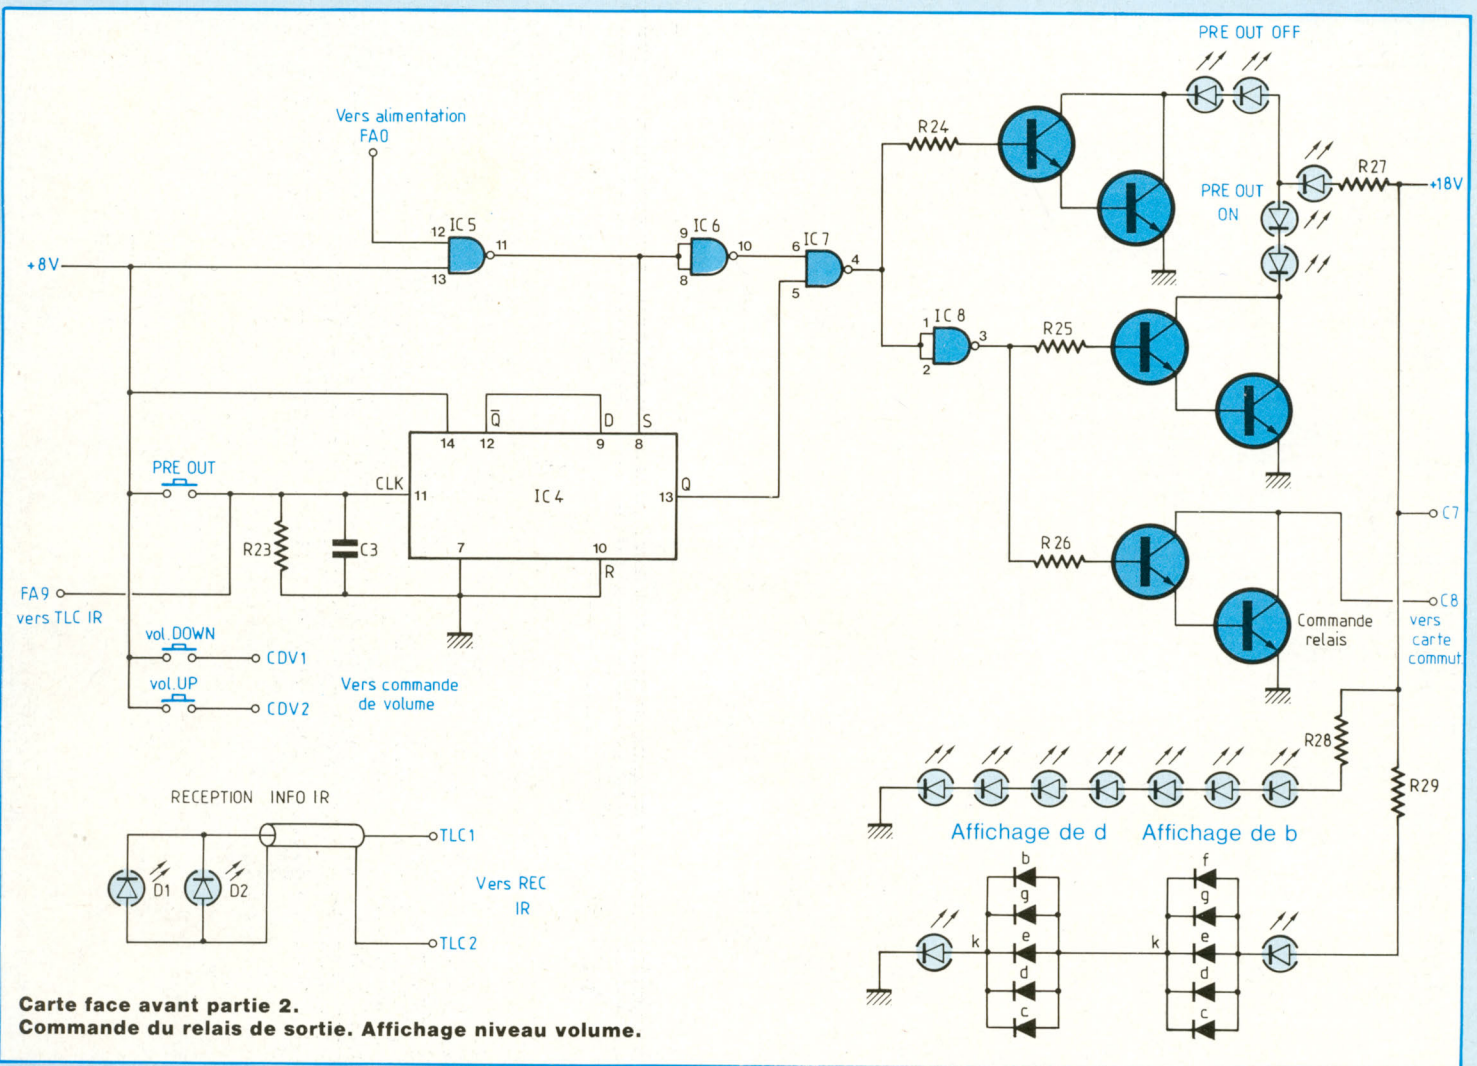 PRE OUT OFF
Vers alimentation
FA0
R24
R27
+18V
PRE OUT
ON
IC5
12
11
13
IC6
9
10
8
IC7
6
4
5
+8V
IC8
1
3
2
R25
Q̅
D
S
14
12
9
8
PRE OUT
CLK
11
IC4
13
Q
C7
R23
C3
7
10
R
R26
FA9
vers TLC IR
C8
vers
carte
commut.
Commande
relais
vol.DOWN
CDV1
vol.UP
CDV2
Vers commande
de volume
R28
R29
RECEPTION INFO IR
TLC1
D1
D2
Vers REC
IR
TLC2
Affichage de d
Affichage de b
b
g
e
d
c
k
f
g
e
d
c
k
Carte face avant partie 2.
Commande du relais de sortie. Affichage niveau volume.